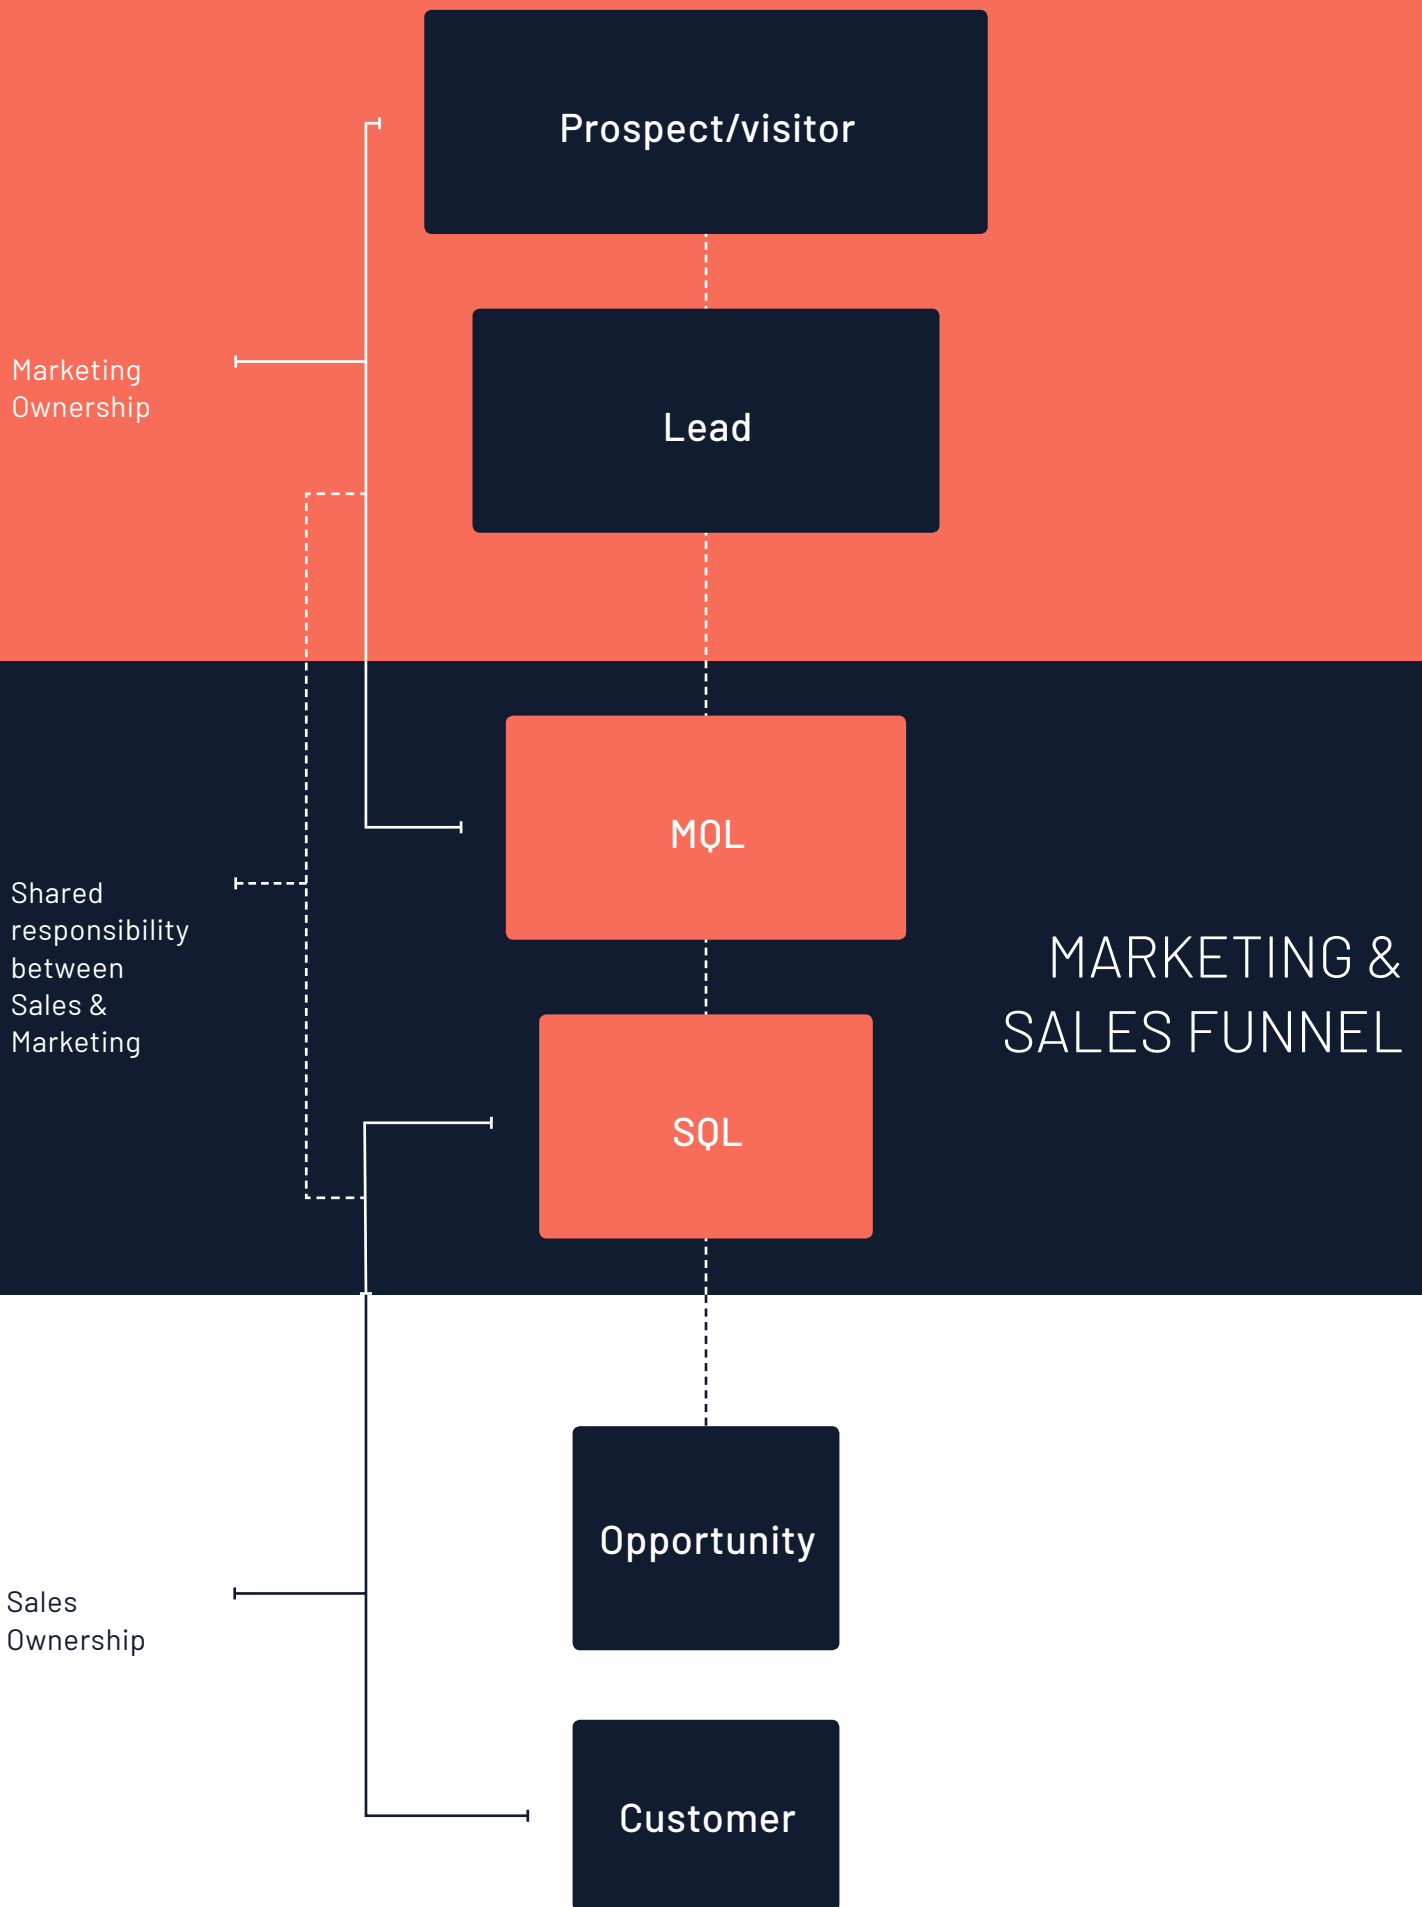 Prospect/visitor
Marketing
Ownership
Lead
MQL
Shared
responsibility
between
Sales &
Marketing
MARKETING &
SALES FUNNEL
SQL
Opportunity
Sales
Ownership
Customer